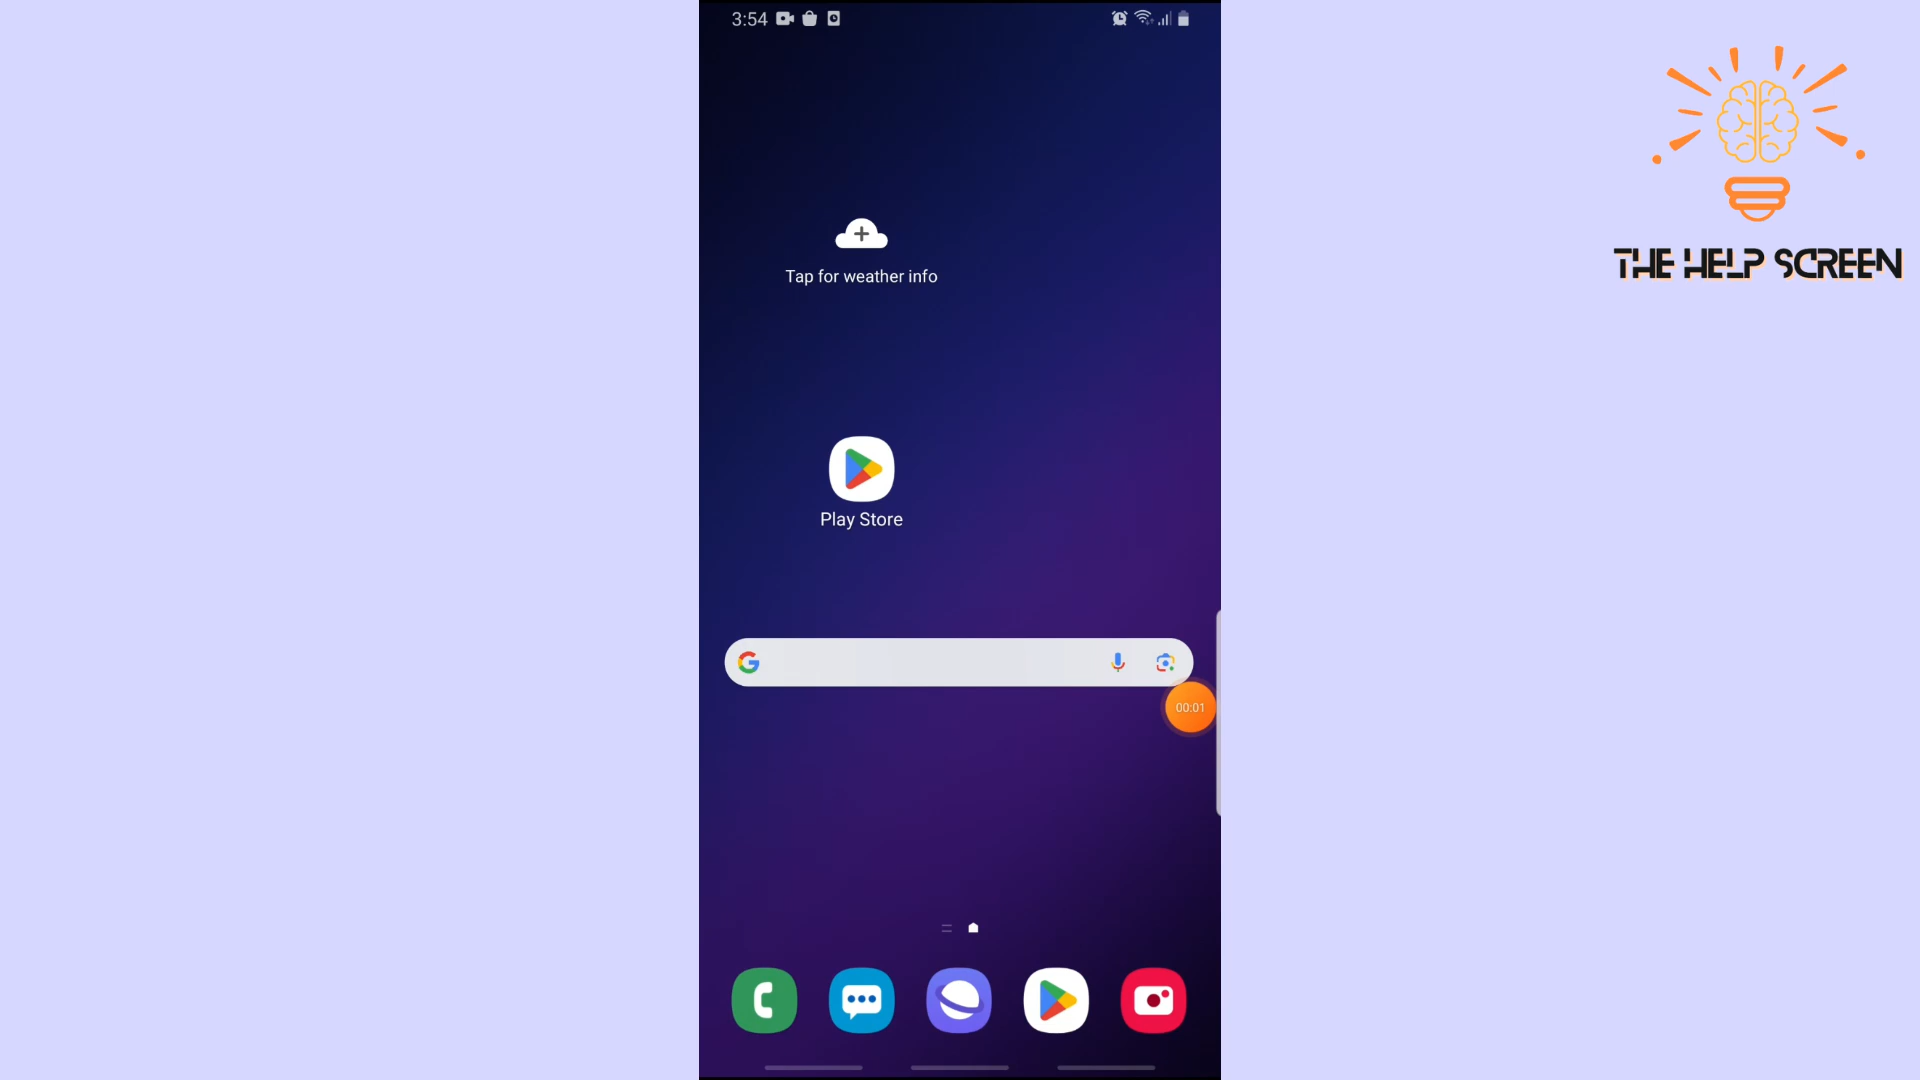 3:54
THE HELP SCREEN
Tap for weather info
Play Store
00:01